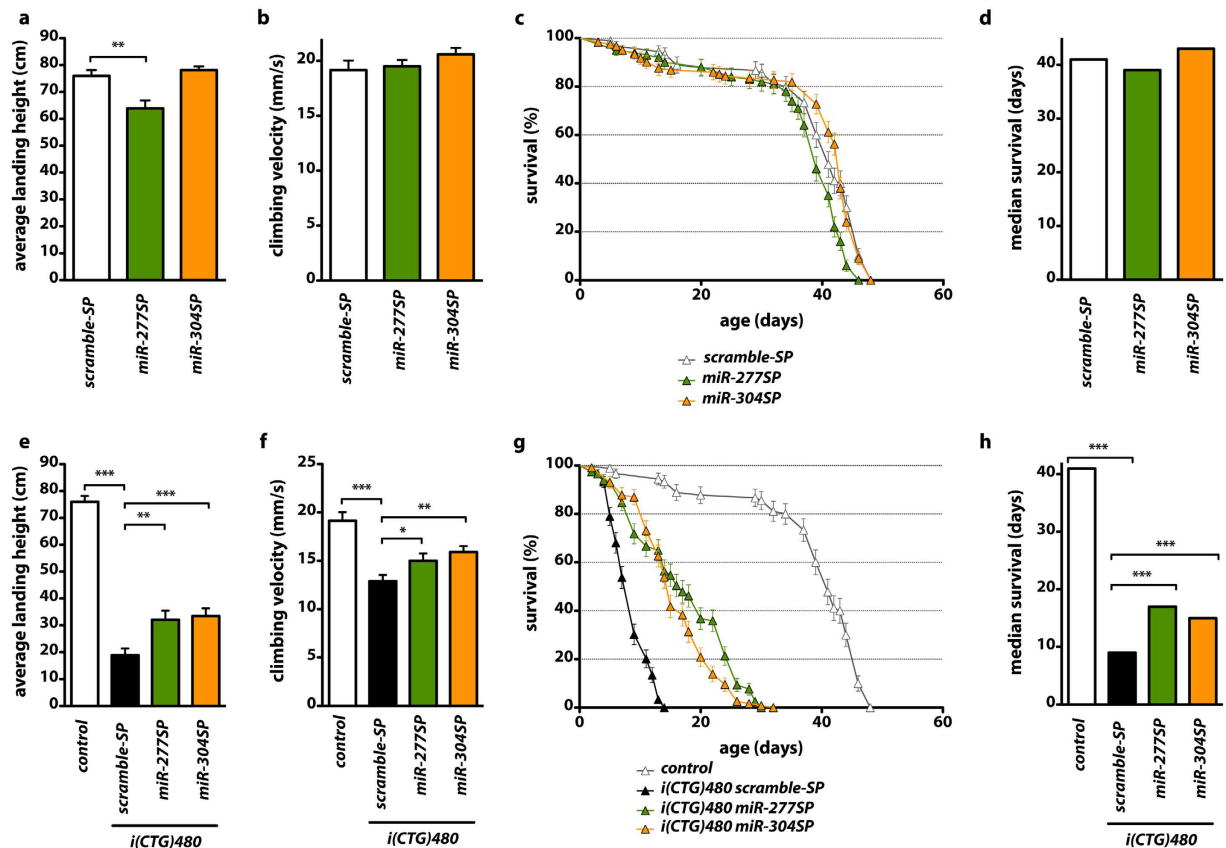 a
average landing height (cm)
90
80
70
60
50
40
30
20
10
0
**
scramble-SP
miR-277SP
miR-304SP
b
climbing velocity (mm/s)
20
15
10
5
0
scramble-SP
miR-277SP
miR-304SP
c
survival (%)
100
80
60
40
20
0
0
20
40
60
age (days)
scramble-SP
miR-277SP
miR-304SP
d
median survival (days)
40
30
20
10
0
scramble-SP
miR-277SP
miR-304SP
e
average landing height (cm)
90
80
70
60
50
40
30
20
10
0
***
***
**
control
scramble-SP
miR-277SP
miR-304SP
i(CTG)480
f
climbing velocity (mm/s)
25
20
15
10
5
0
***
**
*
control
scramble-SP
miR-277SP
miR-304SP
i(CTG)480
g
survival (%)
100
80
60
40
20
0
0
20
40
60
age (days)
control
i(CTG)480 scramble-SP
i(CTG)480 miR-277SP
i(CTG)480 miR-304SP
h
median survival (days)
40
30
20
10
0
***
***
***
control
scramble-SP
miR-277SP
miR-304SP
i(CTG)480